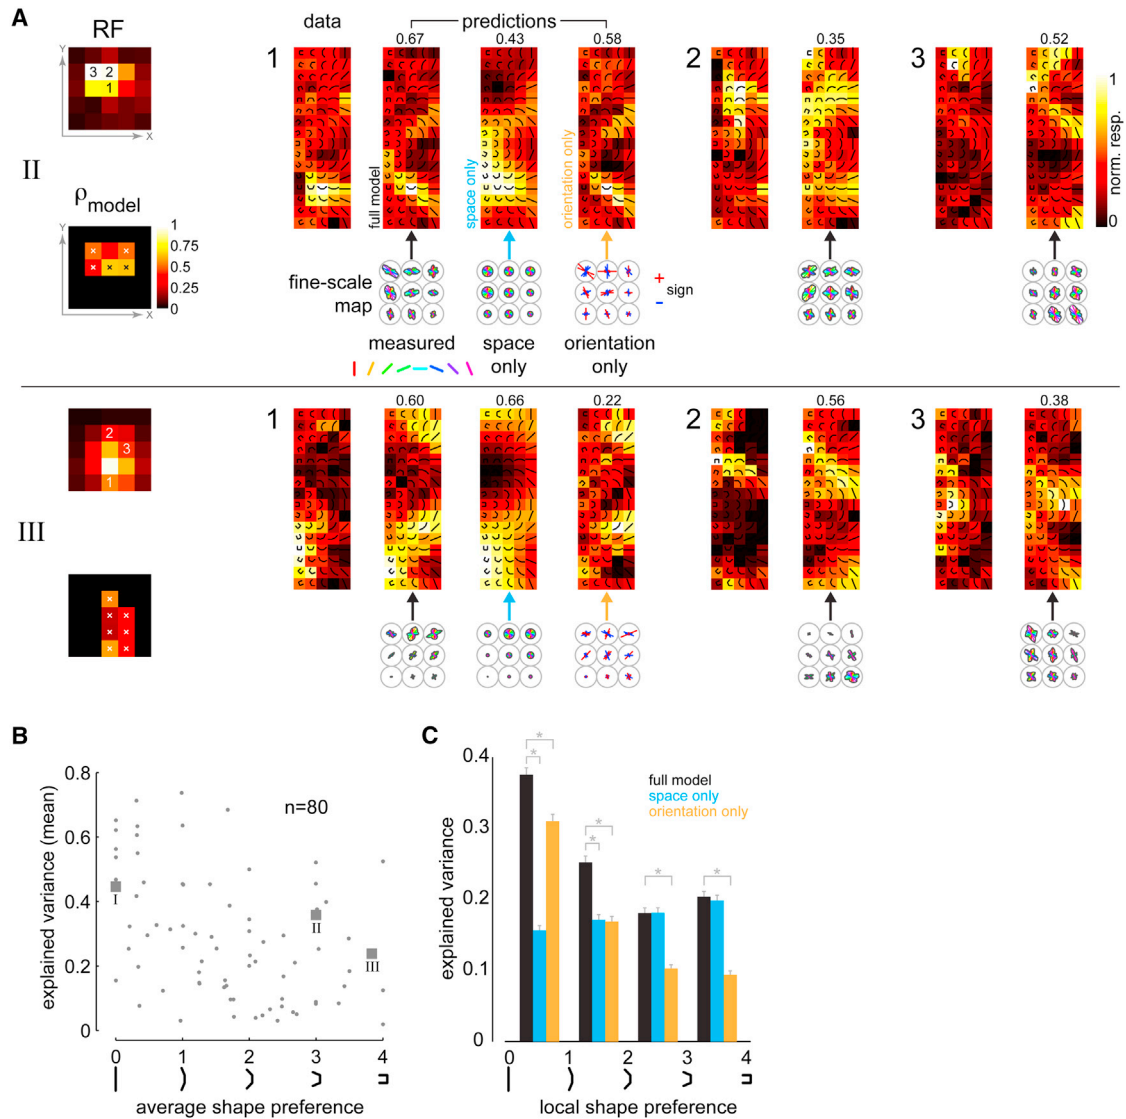 A
RF
data
predictions
1
0.67
0.43
0.58
2
0.35
3
0.52
Y
3 2
1
X
II
full model
space only
orientation only
1
norm. resp.
0
ρmodel
Y
X
1
0.75
0.5
0.25
0
fine-scale
map
+
sign
−
measured
space
only
orientation
only
1
0.60
0.66
0.22
2
0.56
3
0.38
2
3
1
III
B
explained variance (mean)
0.8
0.6
0.4
0.2
0
n=80
I
II
III
0 1 2 3 4
average shape preference
C
explained variance
0.4
0.3
0.2
0.1
0
full model
space only
orientation only
* * * * * *
0 1 2 3 4
local shape preference